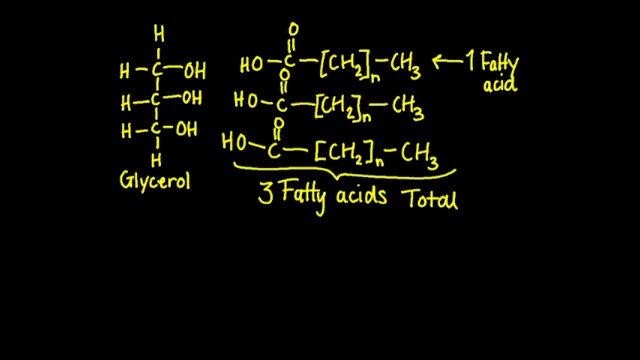 H
H-C-OH
H-C-OH
H-C-OH
H
Glycerol
O
HO-C-[CH2]n-CH3 ← 1 Fatty acid
O
HO-C-[CH2]n-CH3
O
HO-C-[CH2]n-CH3
3 Fatty acids Total